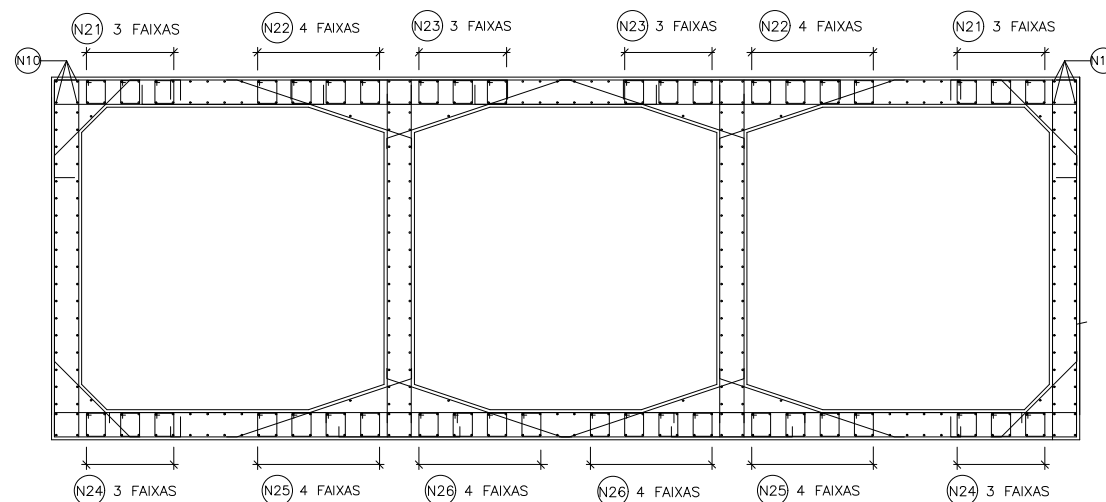 N21 3 FAIXAS
N22 4 FAIXAS
N23 3 FAIXAS
N23 3 FAIXAS
N22 4 FAIXAS
N21 3 FAIXAS
N10
N1
N24 3 FAIXAS
N25 4 FAIXAS
N26 4 FAIXAS
N26 4 FAIXAS
N25 4 FAIXAS
N24 3 FAIXAS